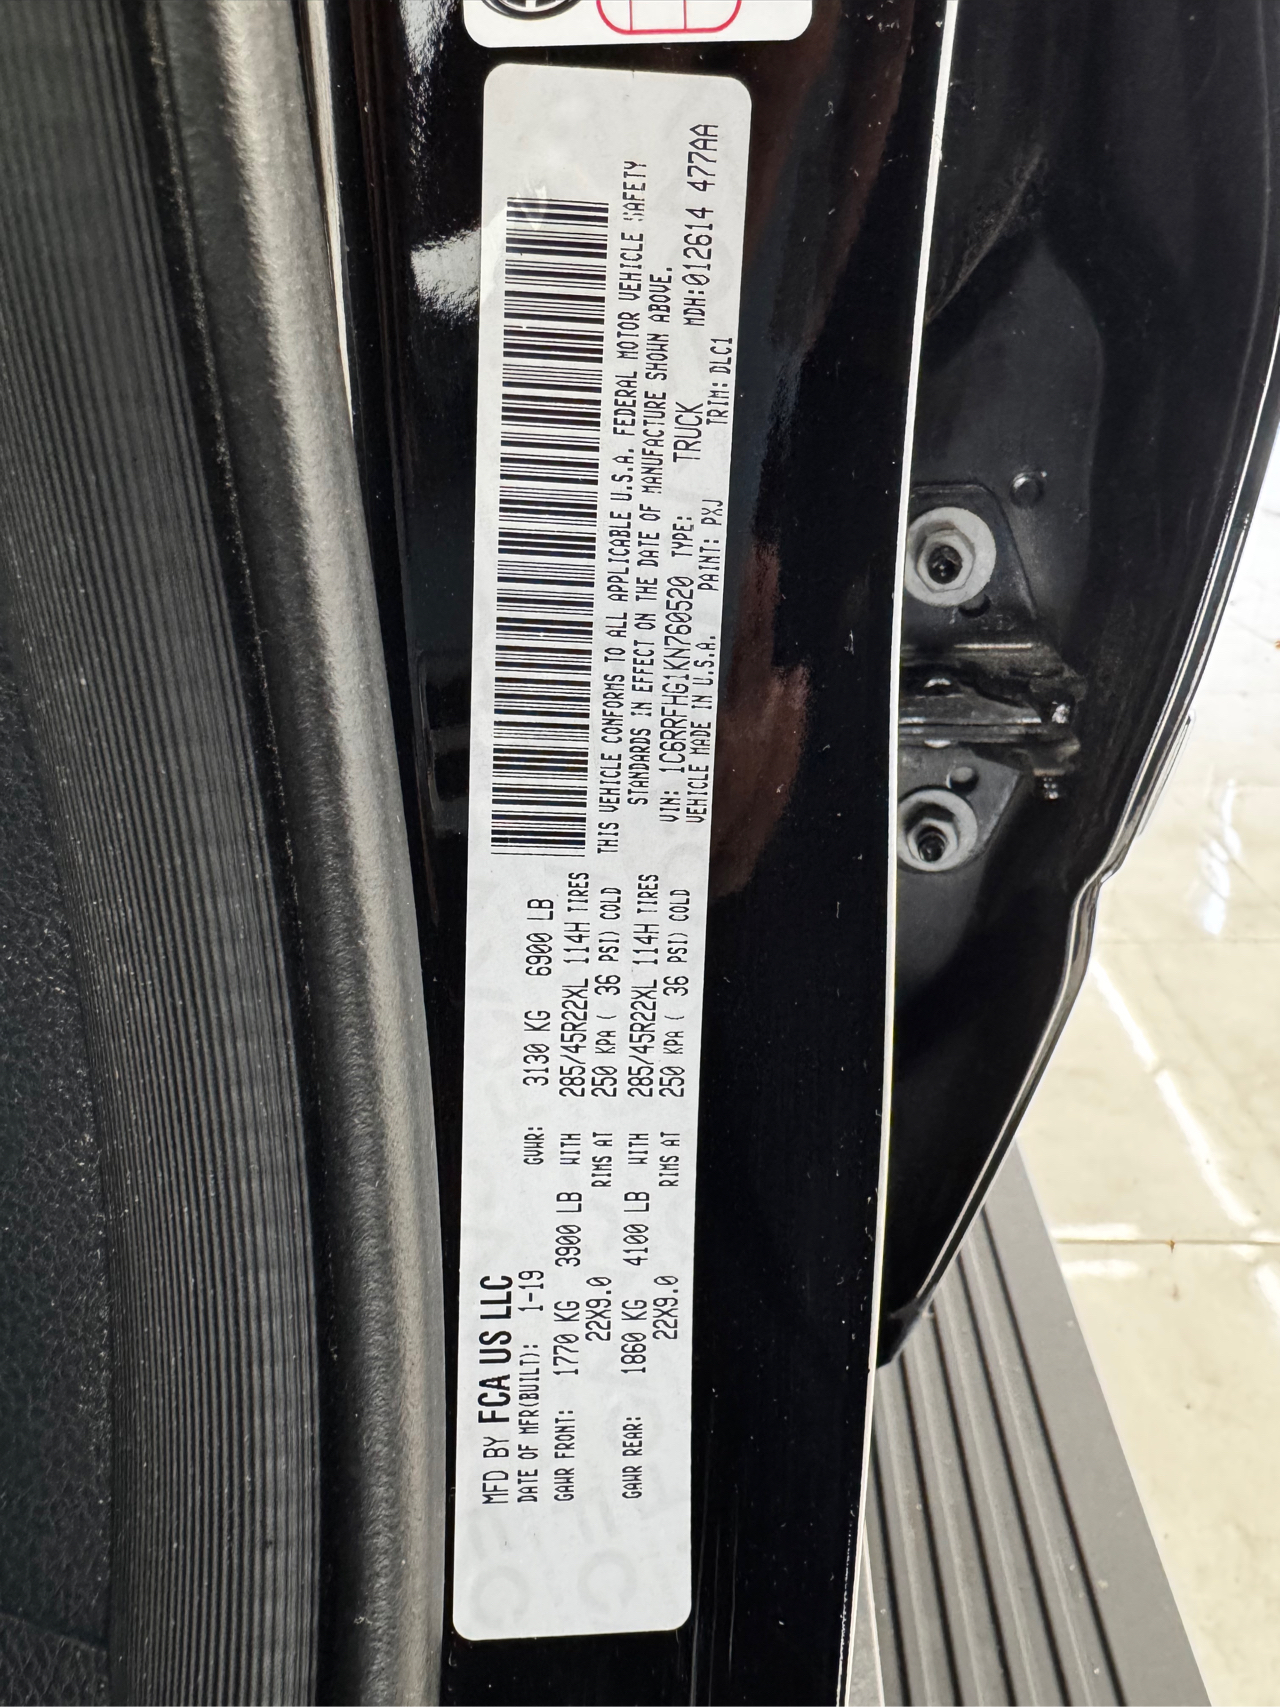 MFD BY FCA US LLC
DATE OF MFR(BUILT): 1-19 GVWR: 3130 KG 6900 LB
GAWR FRONT: 1770 KG 3900 LB WITH 285/45R22XL 114H TIRES
22X9.0 RIMS AT 250 KPA ( 36 PSI) COLD
GAWR REAR: 1860 KG 4100 LB WITH 285/45R22XL 114H TIRES
22X9.0 RIMS AT 250 KPA ( 36 PSI) COLD
THIS VEHICLE CONFORMS TO ALL APPLICABLE U.S.A. FEDERAL MOTOR VEHICLE SAFETY
STANDARDS IN EFFECT ON THE DATE OF MANUFACTURE SHOWN ABOVE.
VIN: 1C6RRFHG1KN760520 TYPE: TRUCK MDH:012614 477AA
VEHICLE MADE IN U.S.A. PAINT: PXJ TRIM: DLC1